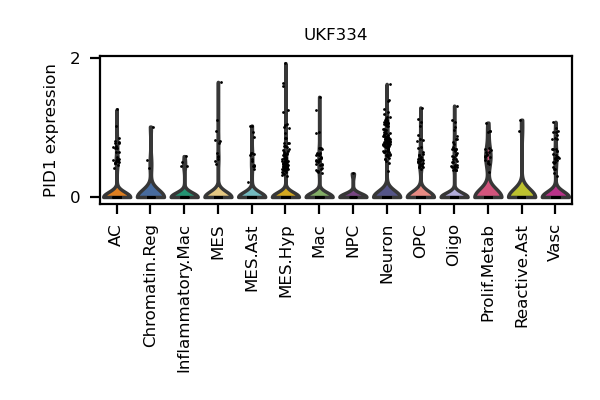 UKF334
PID1 expression
2
0
AC
Chromatin.Reg
Inflammatory.Mac
MES
MES.Ast
MES.Hyp
Mac
NPC
Neuron
OPC
Oligo
Prolif.Metab
Reactive.Ast
Vasc